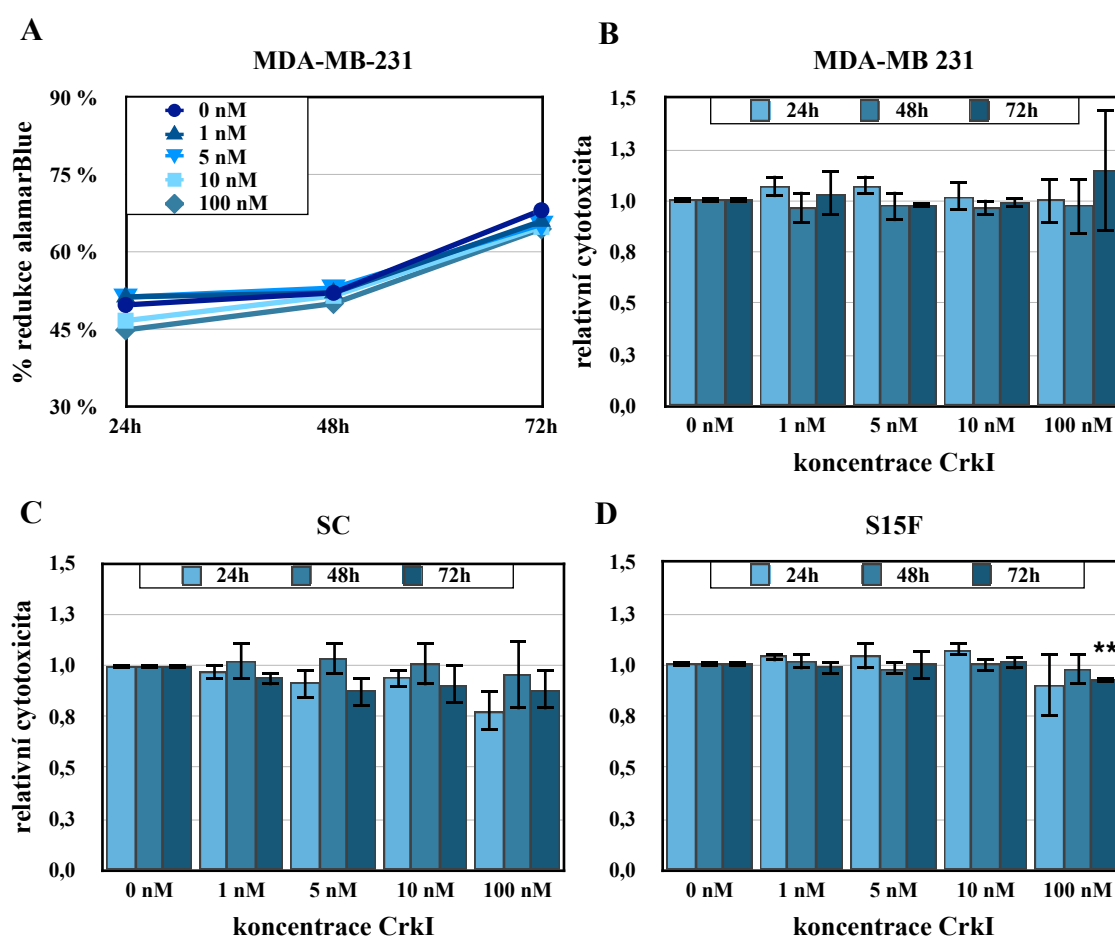 A
MDA-MB-231
% redukce alamarBlue
90 %
75 %
60 %
45 %
30 %
0 nM
1 nM
5 nM
10 nM
100 nM
24h 48h 72h
B
MDA-MB 231
relativní cytotoxicita
1,5
1,3
1,0
0,8
0,5
0,3
0,0
24h 48h 72h
0 nM 1 nM 5 nM 10 nM 100 nM
koncentrace CrkI
C
SC
relativní cytotoxicita
1,5
1,3
1,0
0,8
0,5
0,3
0,0
24h 48h 72h
0 nM 1 nM 5 nM 10 nM 100 nM
koncentrace CrkI
D
S15F
relativní cytotoxicita
1,5
1,3
1,0
0,8
0,5
0,3
0,0
24h 48h 72h
**
0 nM 1 nM 5 nM 10 nM 100 nM
koncentrace CrkI